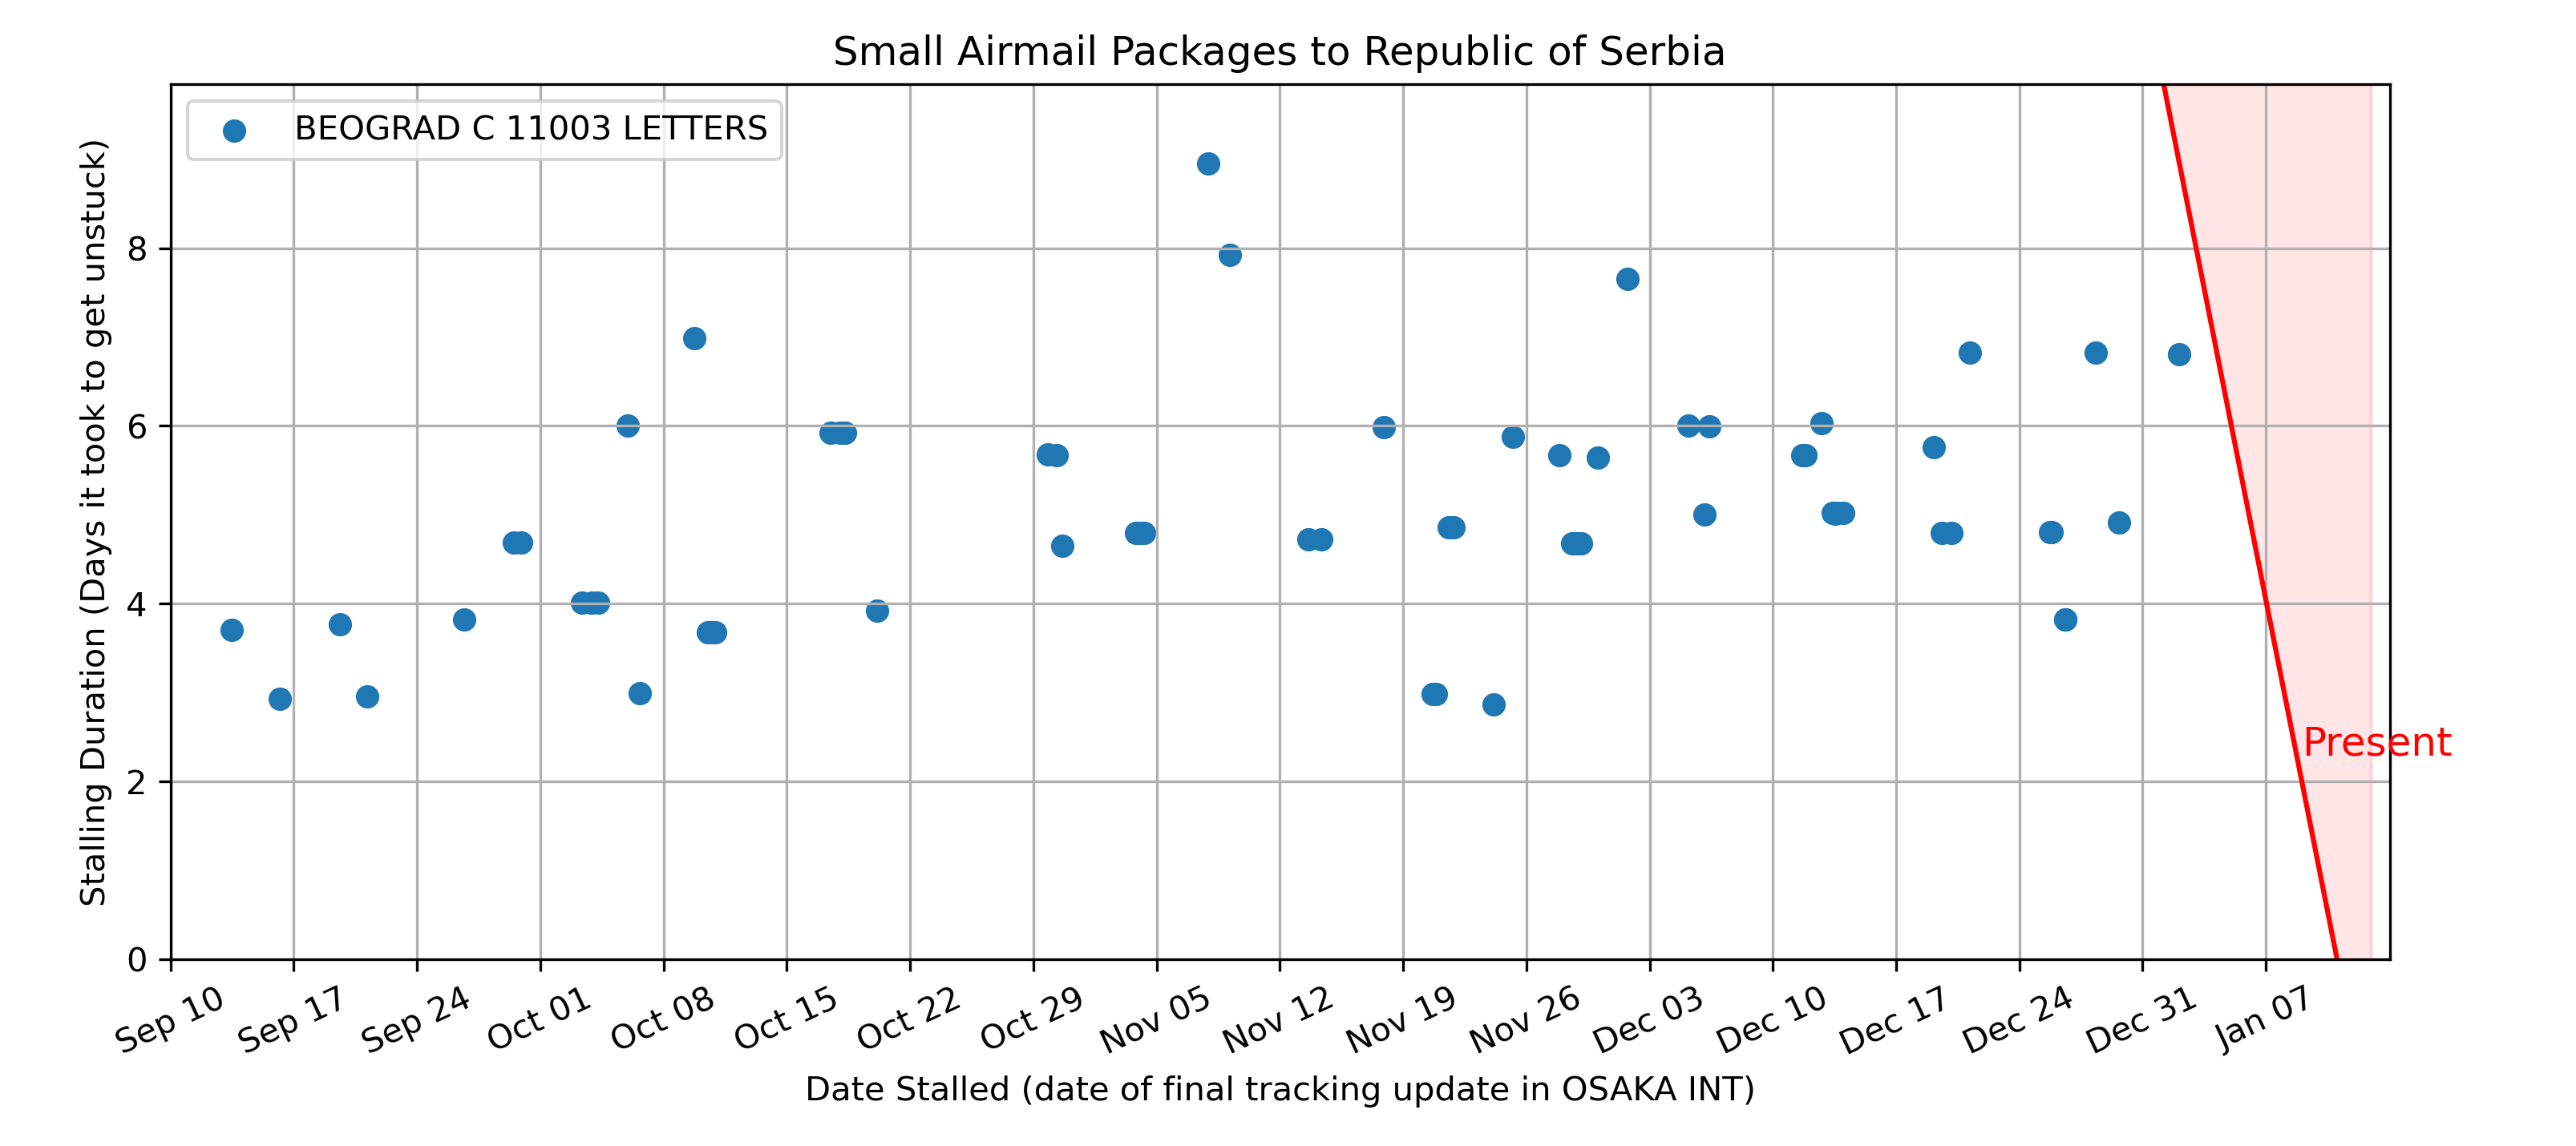 Small Airmail Packages to Republic of Serbia
BEOGRAD C 11003 LETTERS
Stalling Duration (Days it took to get unstuck)
8
6
4
2
0
Present
Sep 10 Sep 17 Sep 24 Oct 01 Oct 08 Oct 15 Oct 22 Oct 29 Nov 05 Nov 12 Nov 19 Nov 26 Dec 03 Dec 10 Dec 17 Dec 24 Dec 31 Jan 07
Date Stalled (date of final tracking update in OSAKA INT)